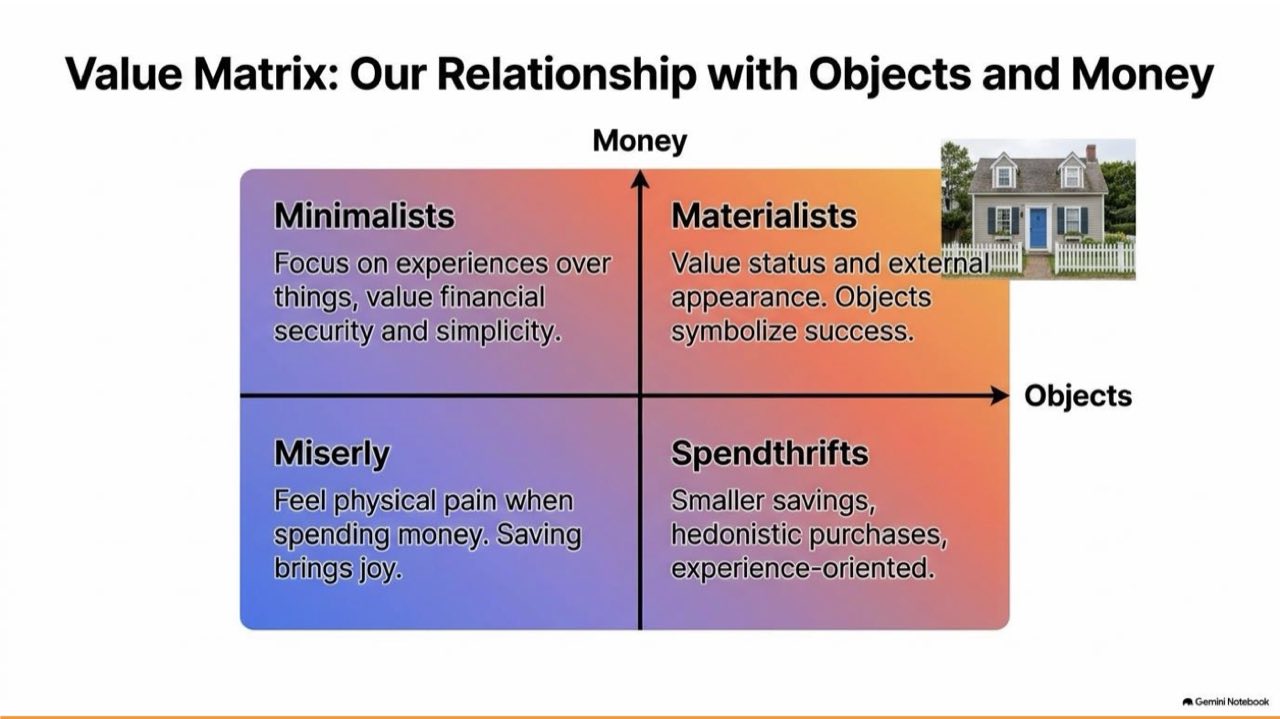 Value Matrix: Our Relationship with Objects and Money
Money
Minimalists
Focus on experiences over
things, value financial
security and simplicity.
Materialists
Value status and external
appearance. Objects
symbolize success.
Objects
Miserly
Feel physical pain when
spending money. Saving
brings joy.
Spendthrifts
Smaller savings,
hedonistic purchases,
experience-oriented.
Gemini Notebook